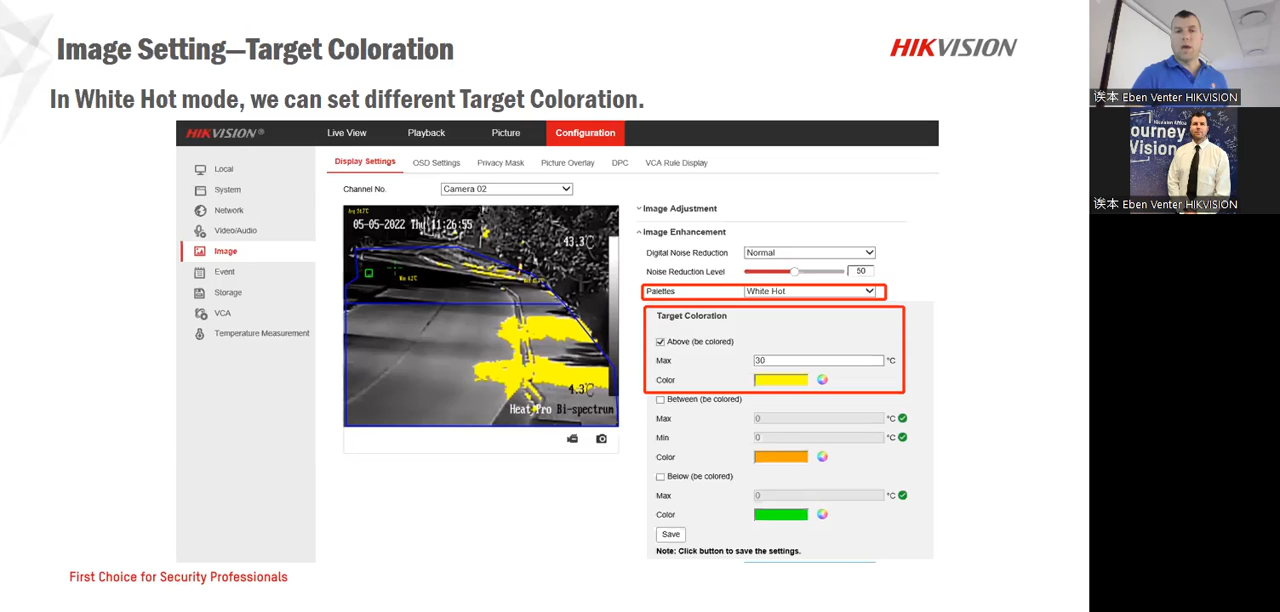 Image Setting—Target Coloration
HIKVISION
In White Hot mode, we can set different Target Coloration.
HIKVISION®
Live View
Playback
Picture
Configuration
Local
System
Network
Video/Audio
Image
Event
Storage
VCA
Temperature Measurement
Display Settings
OSD Settings
Privacy Mask
Picture Overlay
DPC
VCA Rule Display
Channel No.
Camera 02
05-05-2022 Thu 11:26:55
43.3℃
4.3℃
Heat Pro Bi-spectrum
Image Adjustment
Image Enhancement
Digital Noise Reduction
Normal
Noise Reduction Level
50
Palettes
White Hot
Target Coloration
Above (be colored)
Max
30
°C
Color
Between (be colored)
Max
0
°C
Min
0
°C
Color
Below (be colored)
Max
0
°C
Color
Save
Note: Click button to save the settings.
First Choice for Security Professionals
诶本 Eben Venter HIKVISION
Hikvision Africa
ourney
Vision
诶本 Eben Venter HIKVISION